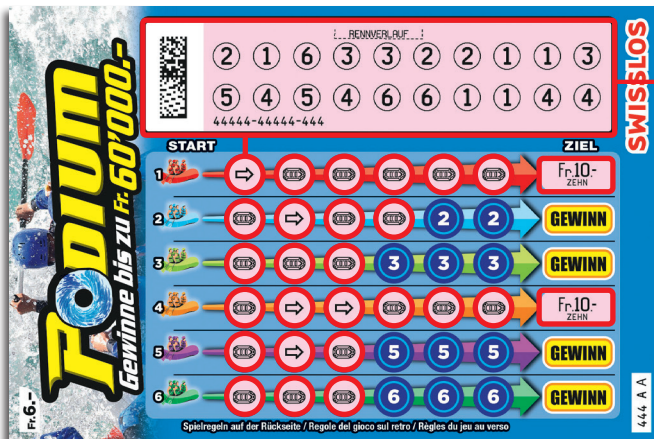 PODIUM
Gewinne bis zu Fr. 60'000.-
Fr. 6.-
RENNVERLAUF
2 1 6 3 3 2 2 1 1 3
5 4 5 4 6 6 1 1 4 4
44444-44444-444
SWISSLOS
START ZIEL
1 Fr.10.-
ZEHN
2 2 2 GEWINN
3 3 3 3 GEWINN
4 Fr.10.-
ZEHN
5 5 5 5 GEWINN
6 6 6 6 GEWINN
444 A A
Spielregeln auf der Rückseite / Regole del gioco sul retro / Règles du jeu au verso